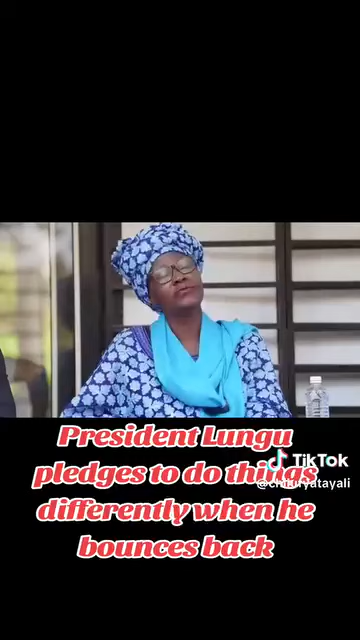 President Lungu
pledges to do things
differently when he
bounces back
TikTok